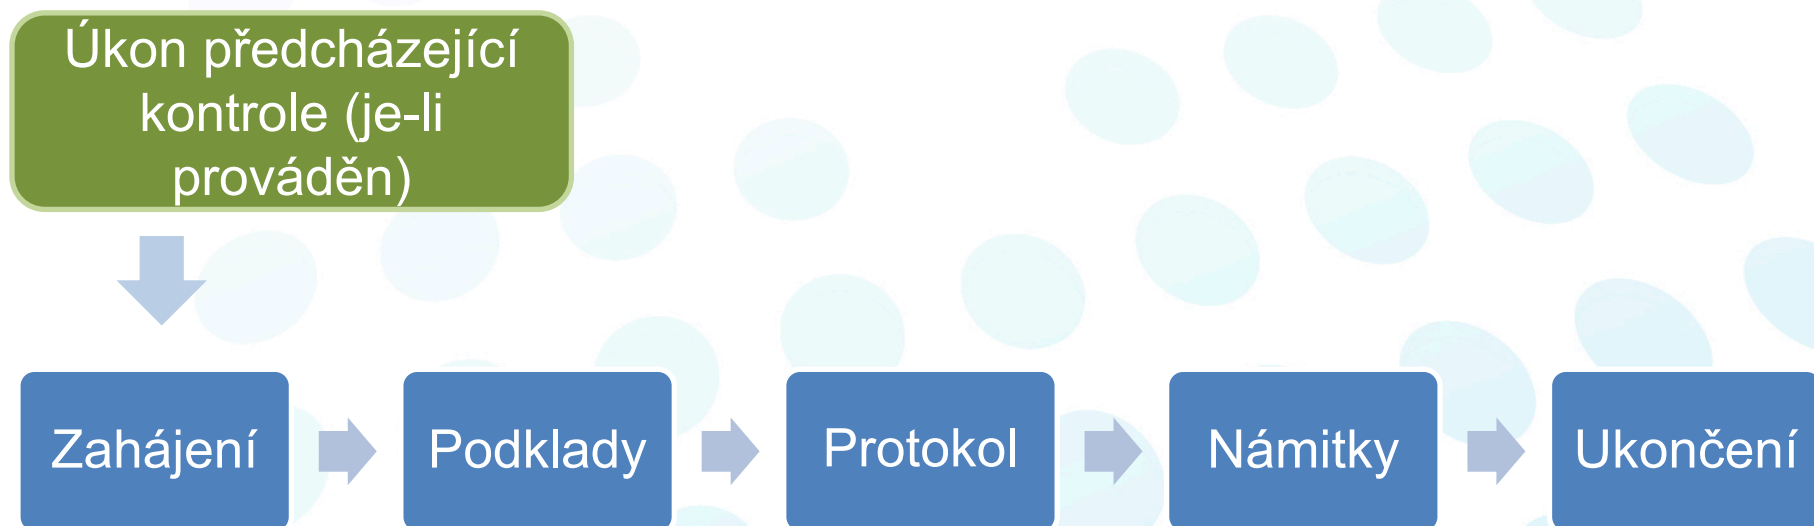 Úkon předcházející
kontrole (je-li
prováděn)
Zahájení
Podklady
Protokol
Námitky
Ukončení